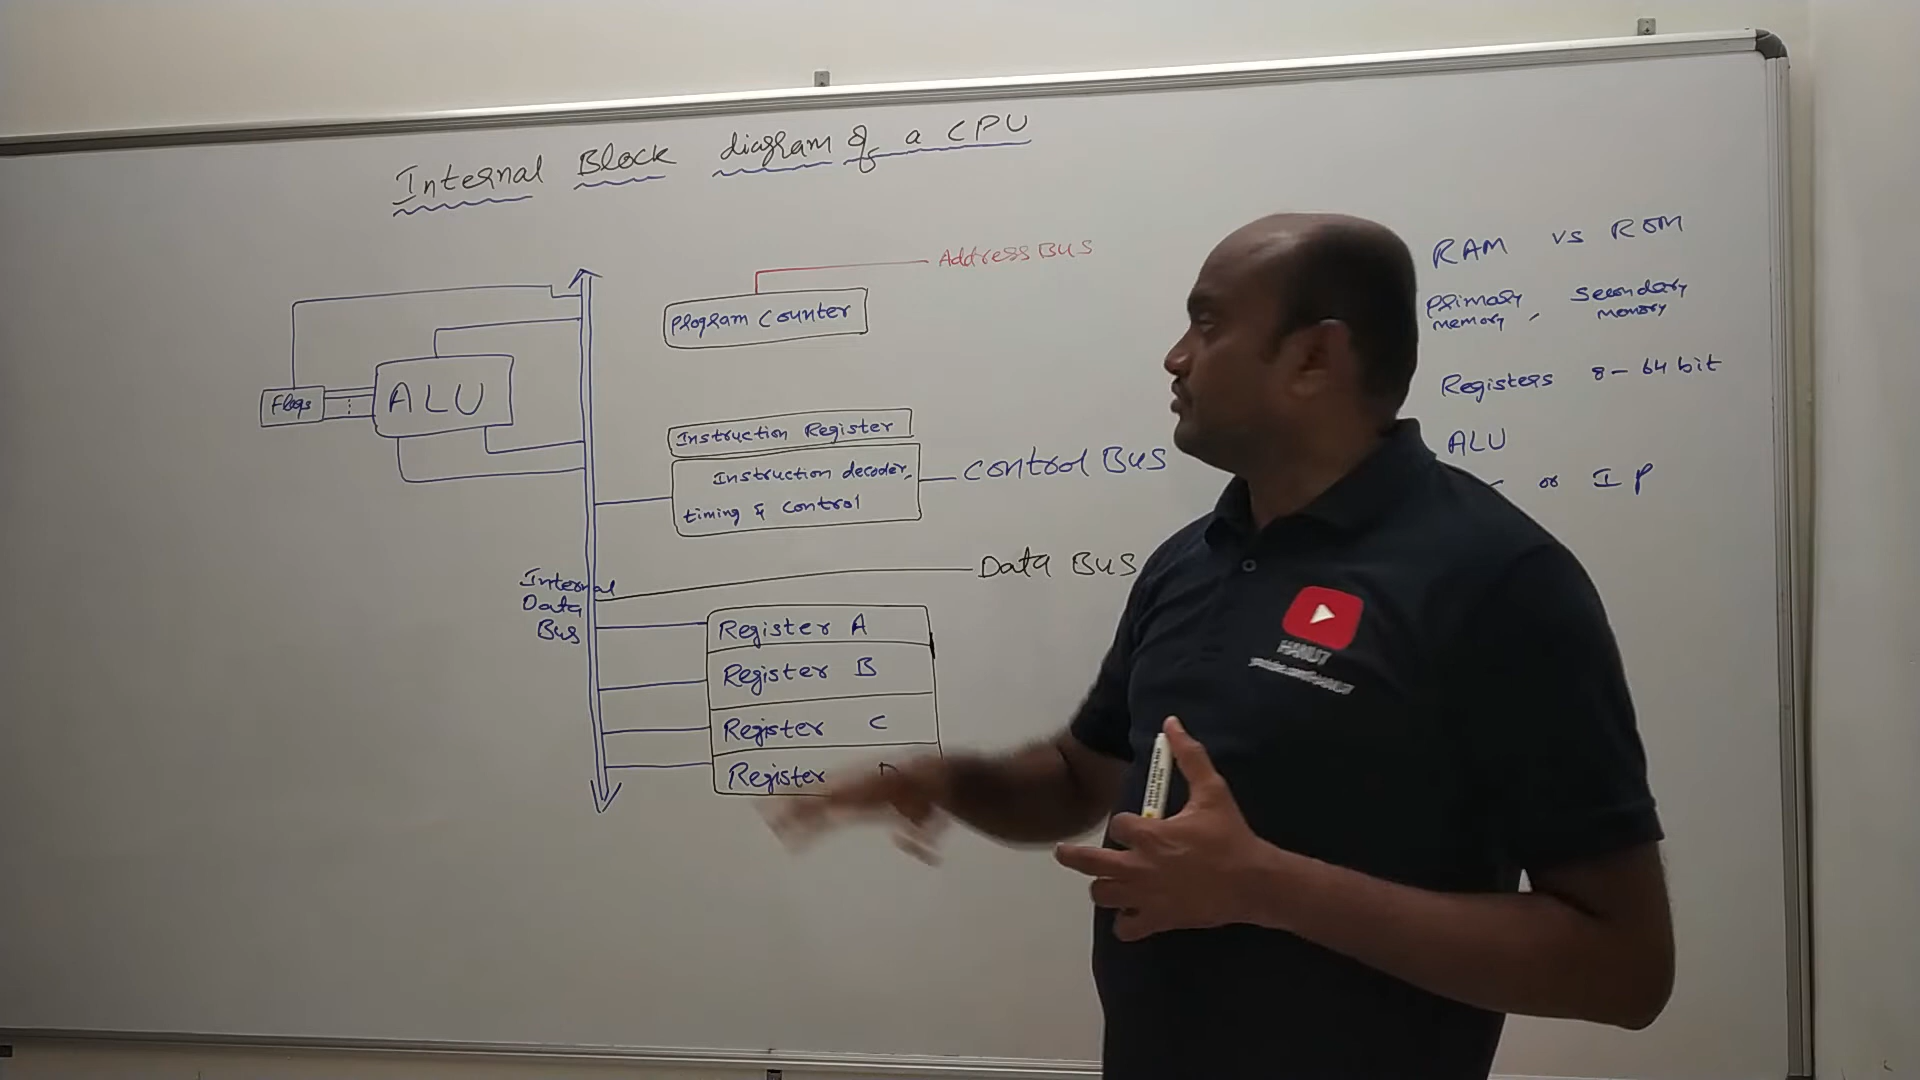 Internal Block diagram of a CPU
Address BUS
Program Counter
Flags
ALU
Instruction Register
Instruction decoder,
timing & control
Control Bus
Internal
Data
Bus
Data Bus
Register A
Register B
Register C
Register D
RAM vs ROM
Primary memory, Secondary memory
Registers 8 - 64 bit
ALU
or IP
HANU7
WHITEBOARD